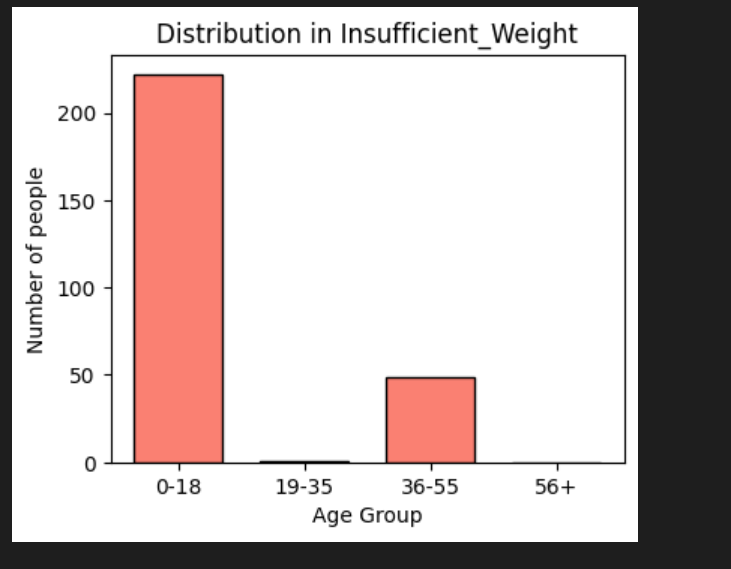 Distribution in Insufficient_Weight
Number of people
200
150
100
50
0
0-18 19-35 36-55 56+
Age Group